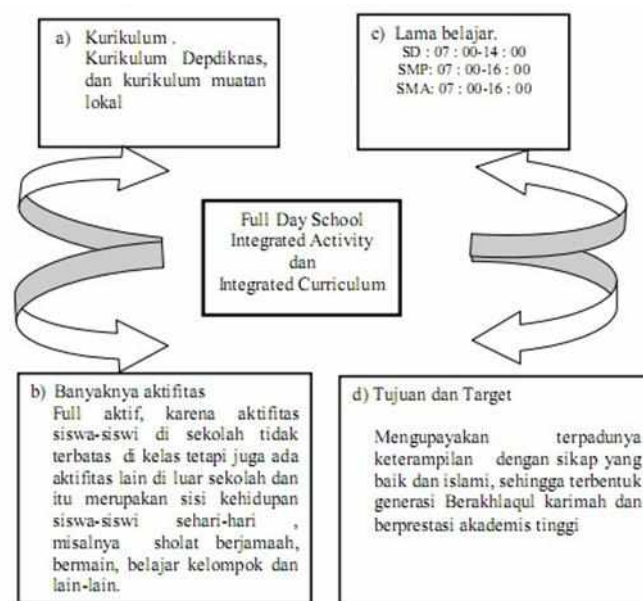 a) Kurikulum .
Kurikulum Depdiknas,
dan kurikulum muatan
lokal
c) Lama belajar.
SD : 07 : 00-14 : 00
SMP: 07 : 00-16 : 00
SMA: 07 : 00-16 : 00
Full Day School
Integrated Activity
dan
Integrated Curriculum
b) Banyaknya aktifitas
Full aktif, karena aktifitas
siswa-siswi di sekolah tidak
terbatas di kelas tetapi juga ada
aktifitas lain di luar sekolah dan
itu merupakan sisi kehidupan
siswa-siswi sehari-hari ,
misalnya sholat berjamaah,
bermain, belajar kelompok dan
lain-lain.
d) Tujuan dan Target
Mengupayakan terpadunya
keterampilan dengan sikap yang
baik dan islami, sehingga terbentuk
generasi Berakhlaqul karimah dan
berprestasi akademis tinggi